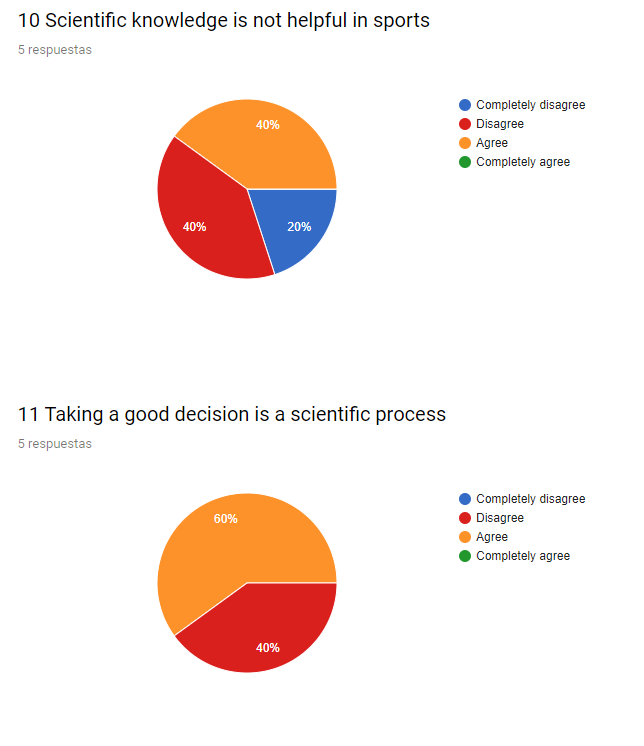 10 Scientific knowledge is not helpful in sports
5 respuestas
40%
40%
20%
Completely disagree
Disagree
Agree
Completely agree
11 Taking a good decision is a scientific process
5 respuestas
60%
40%
Completely disagree
Disagree
Agree
Completely agree